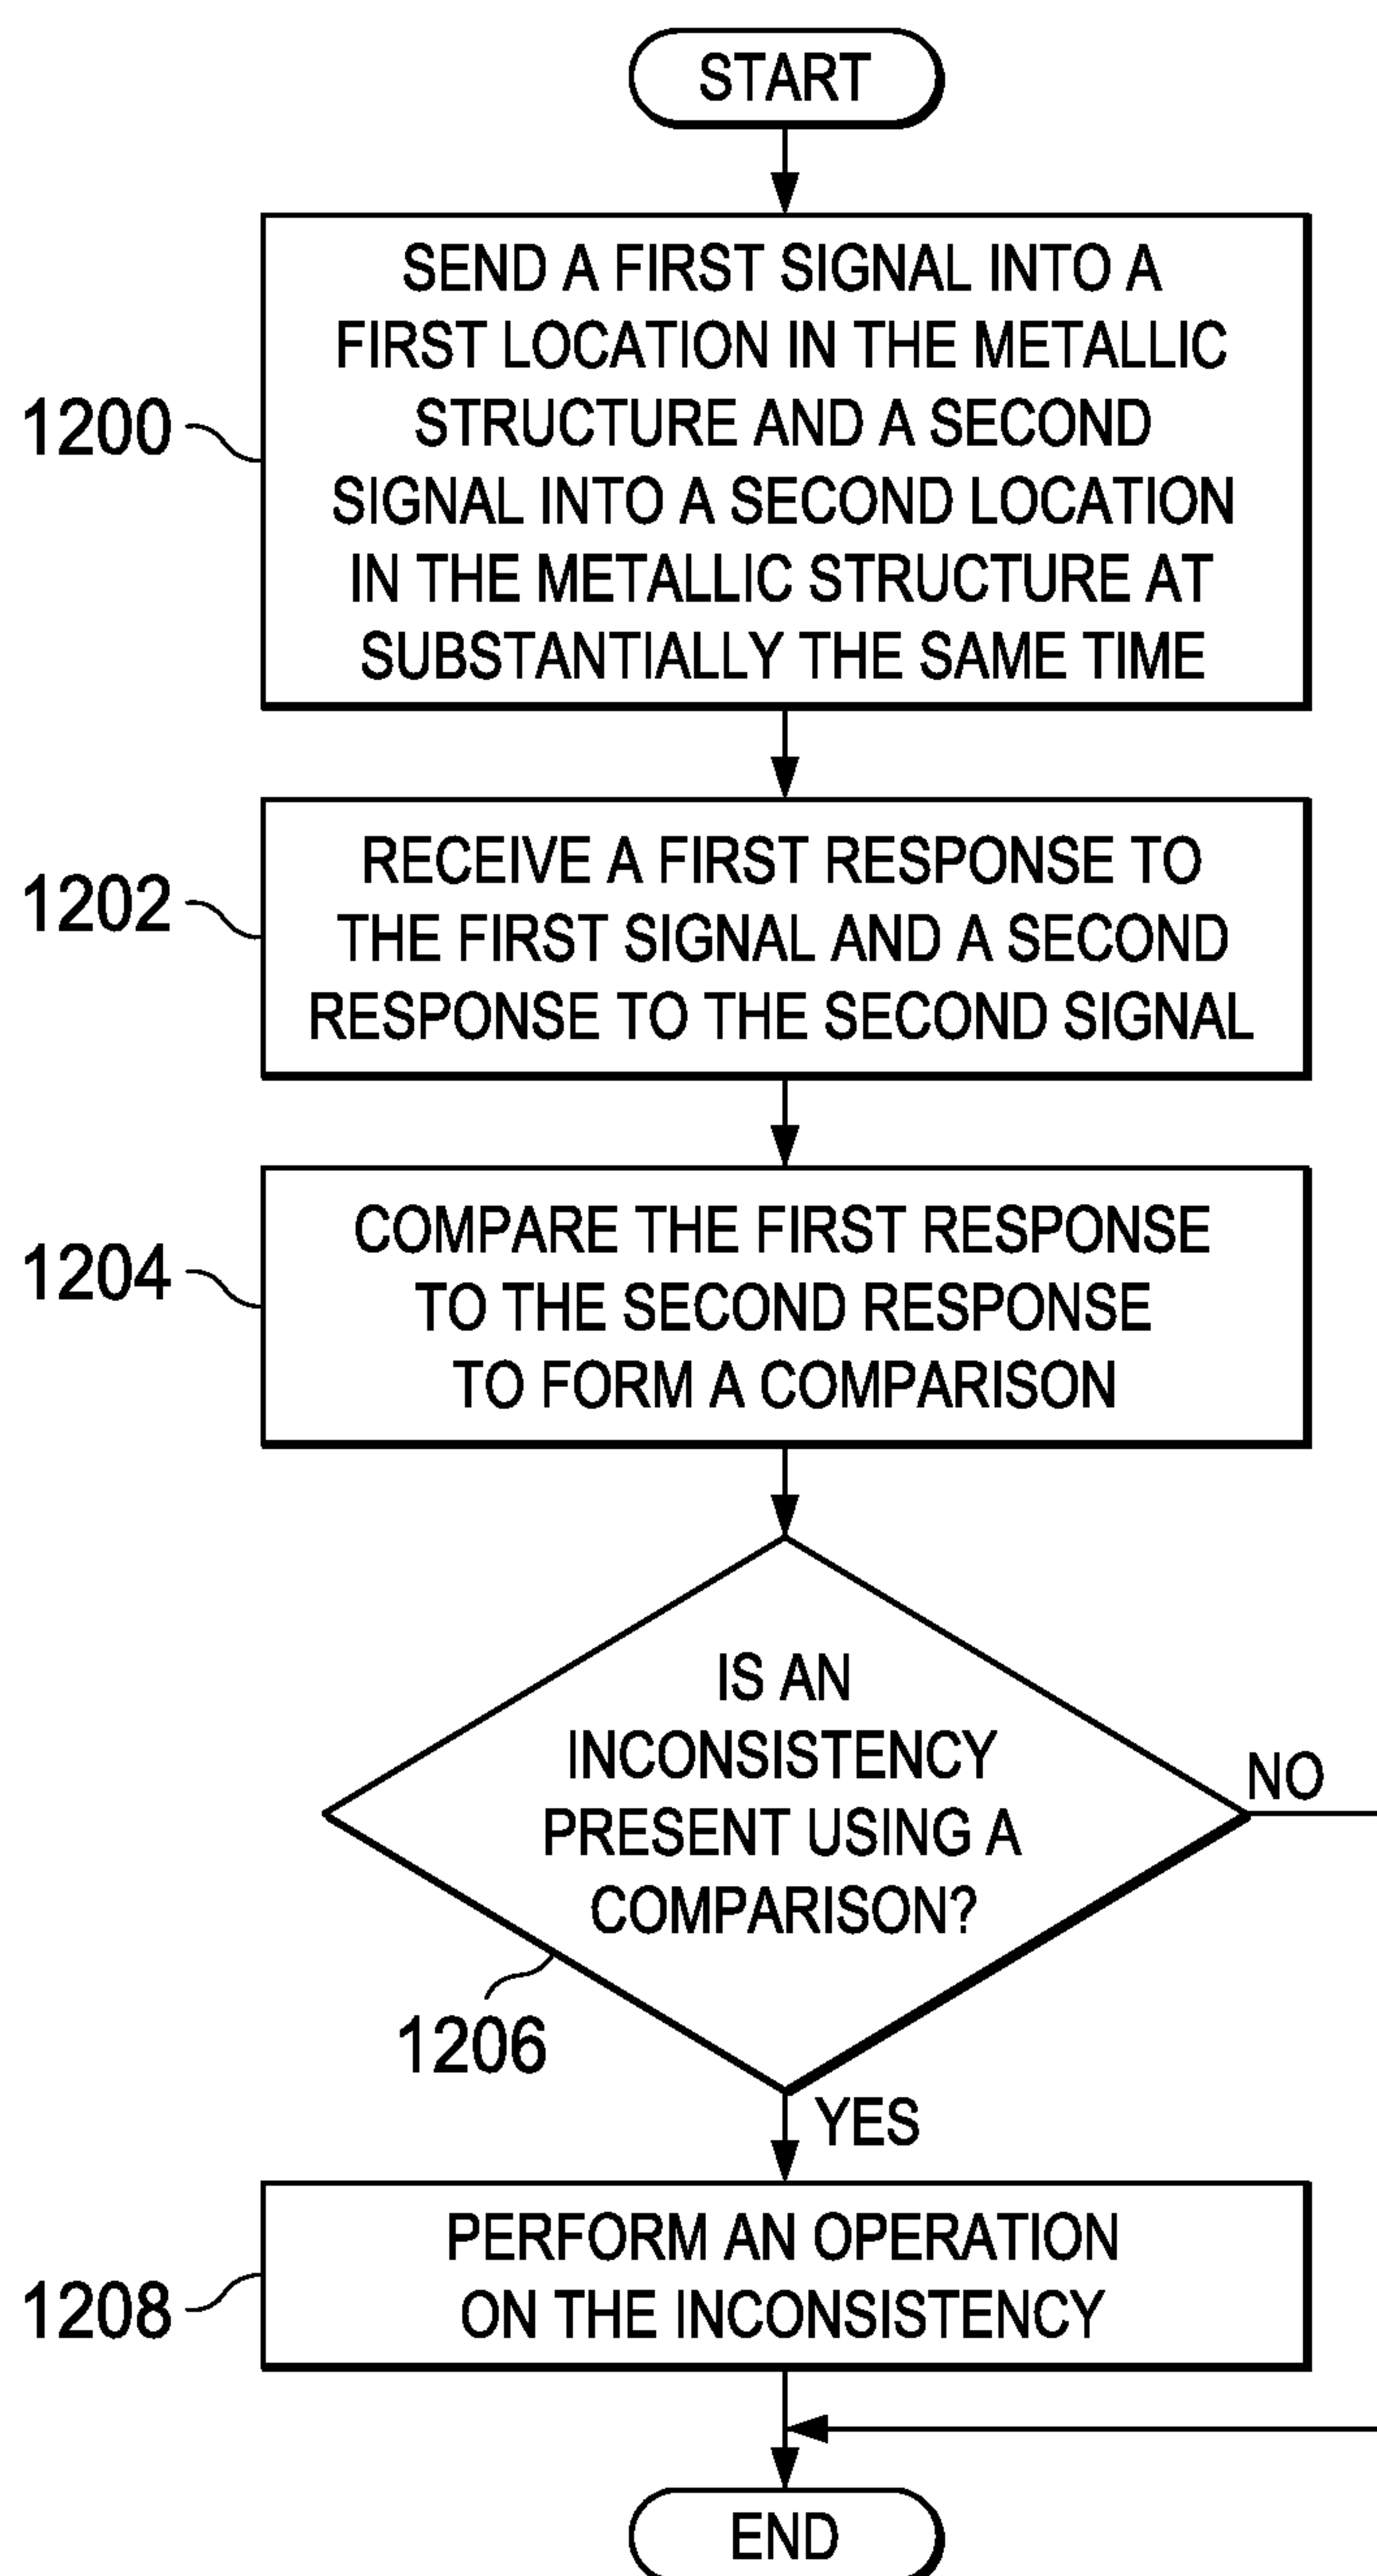 START
SEND A FIRST SIGNAL INTO A
FIRST LOCATION IN THE METALLIC
STRUCTURE AND A SECOND
SIGNAL INTO A SECOND LOCATION
IN THE METALLIC STRUCTURE AT
SUBSTANTIALLY THE SAME TIME
1200
RECEIVE A FIRST RESPONSE TO
THE FIRST SIGNAL AND A SECOND
RESPONSE TO THE SECOND SIGNAL
1202
COMPARE THE FIRST RESPONSE
TO THE SECOND RESPONSE
TO FORM A COMPARISON
1204
IS AN
INCONSISTENCY
PRESENT USING A
COMPARISON?
NO
1206
YES
PERFORM AN OPERATION
ON THE INCONSISTENCY
1208
END